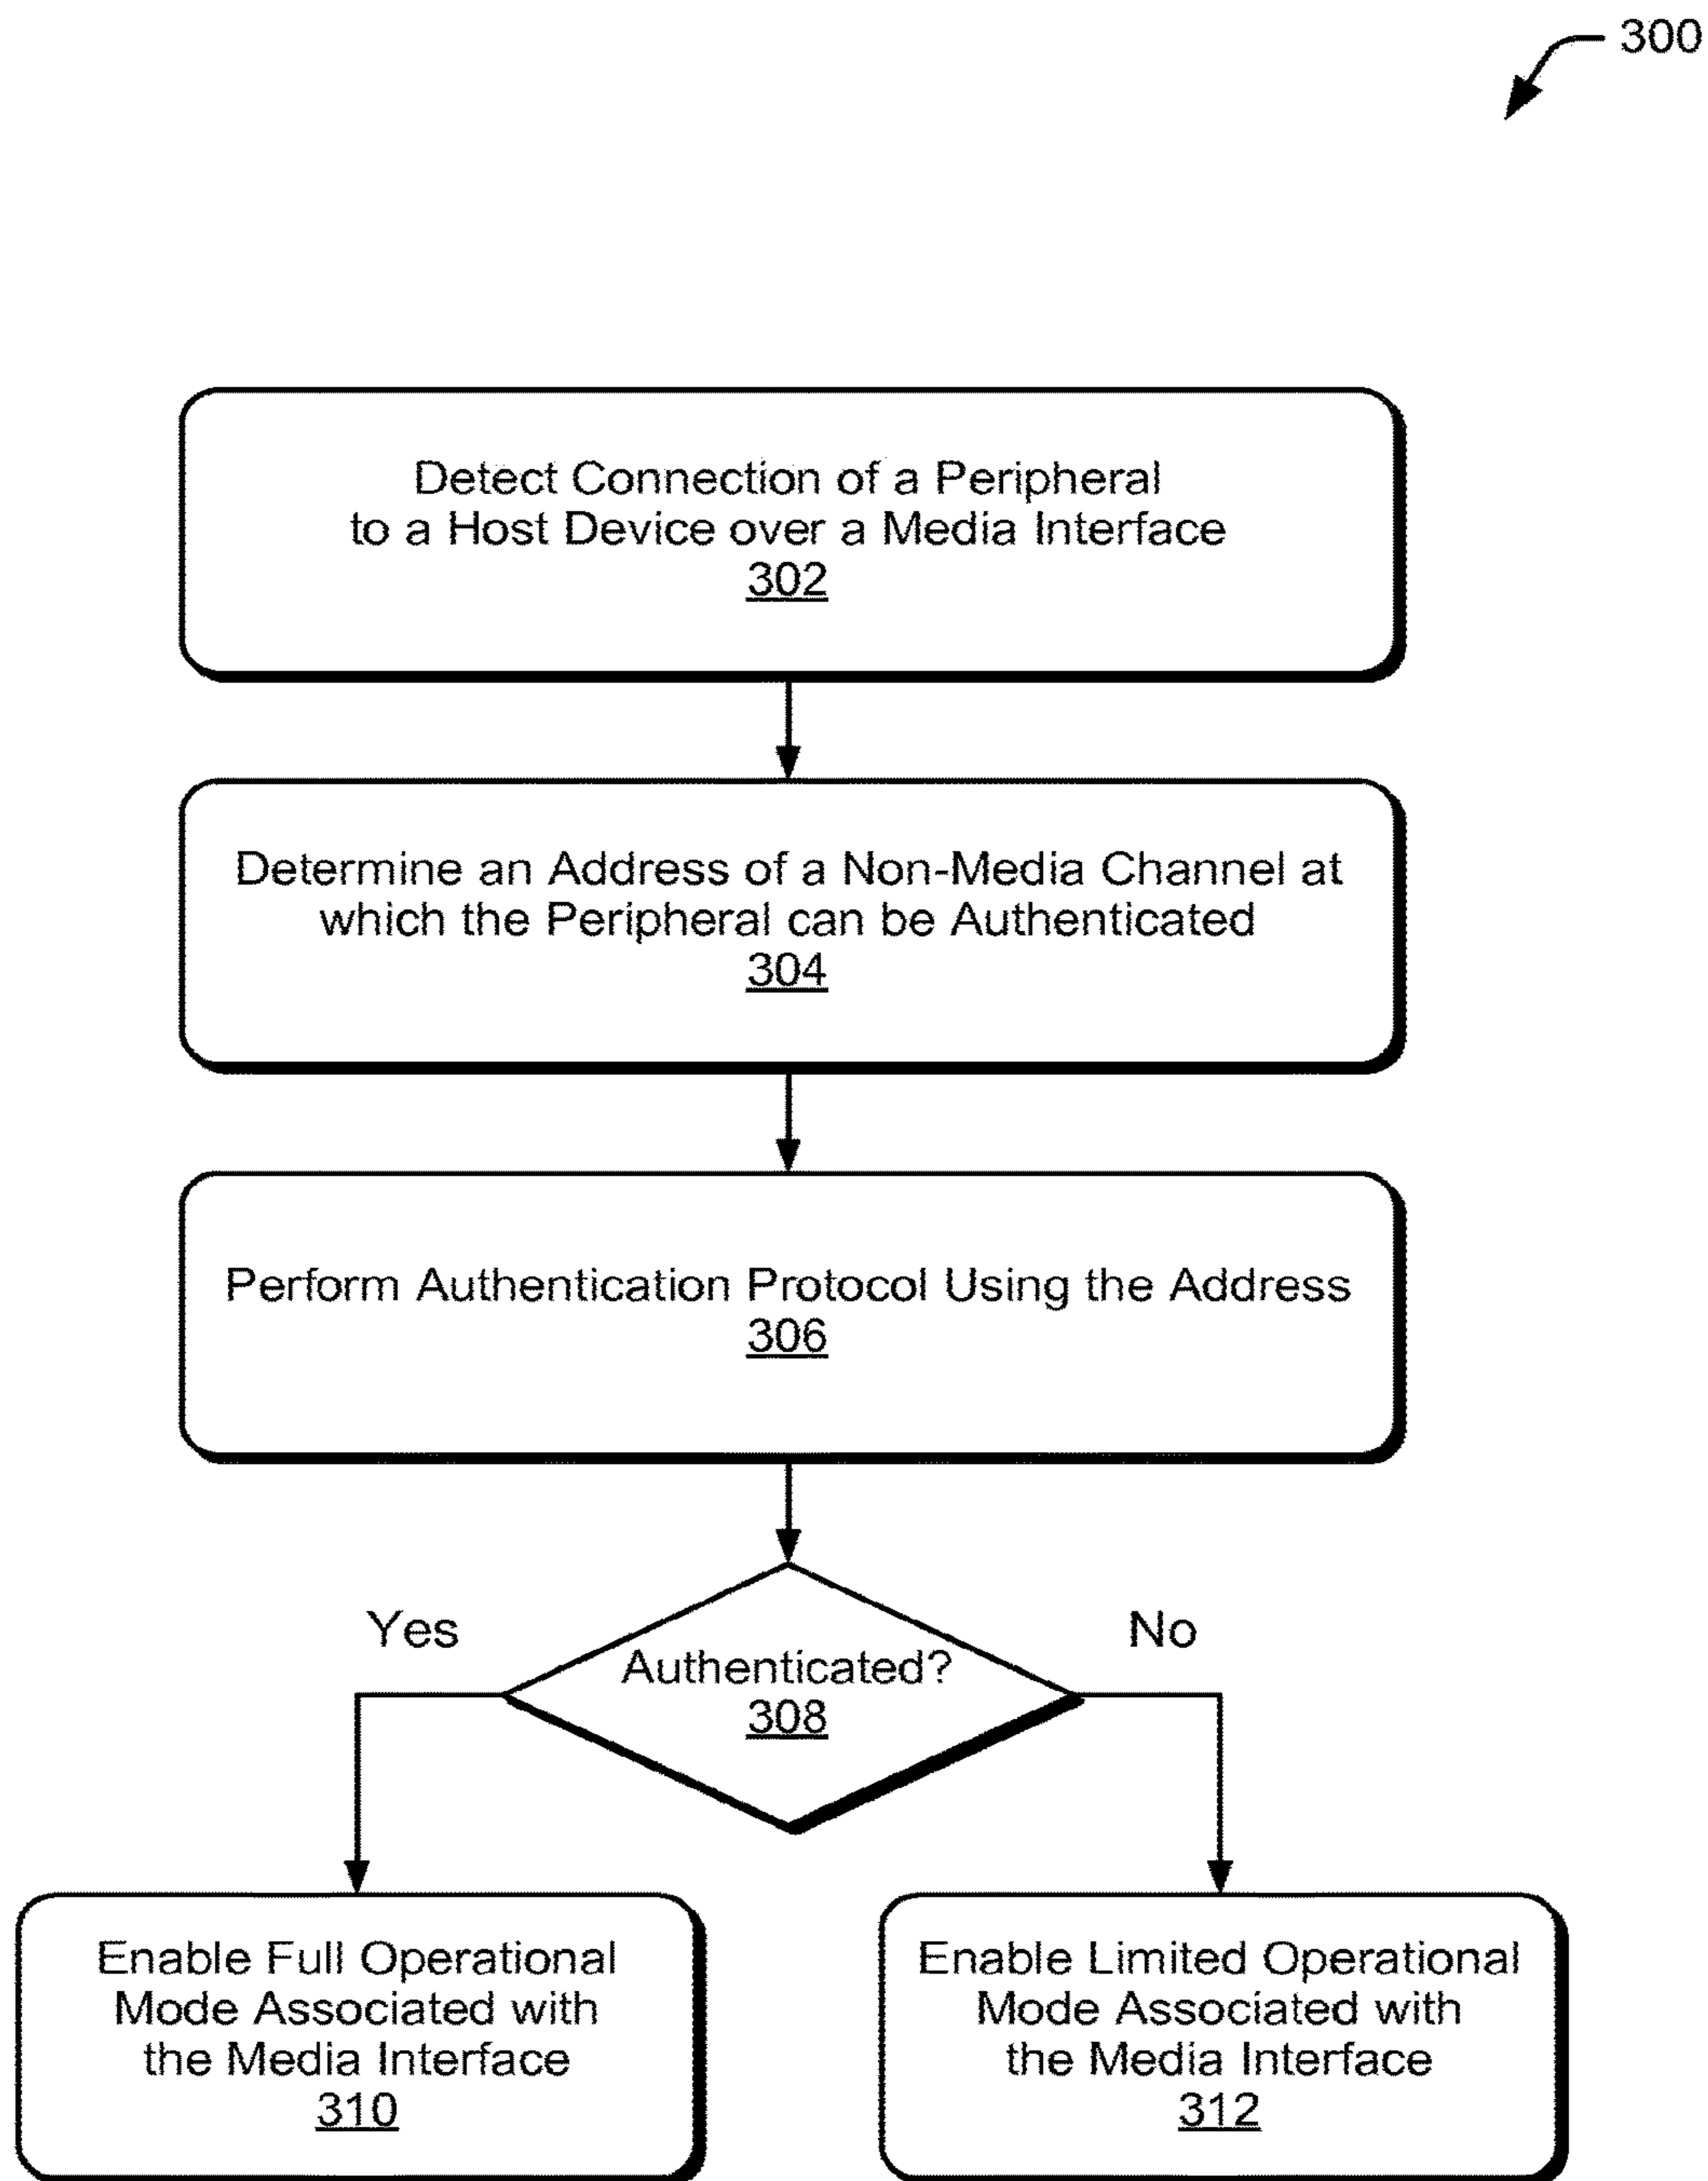 300
Detect Connection of a Peripheral
to a Host Device over a Media Interface
302
Determine an Address of a Non-Media Channel at
which the Peripheral can be Authenticated
304
Perform Authentication Protocol Using the Address
306
Yes
No
Authenticated?
308
Enable Full Operational
Mode Associated with
the Media Interface
310
Enable Limited Operational
Mode Associated with
the Media Interface
312